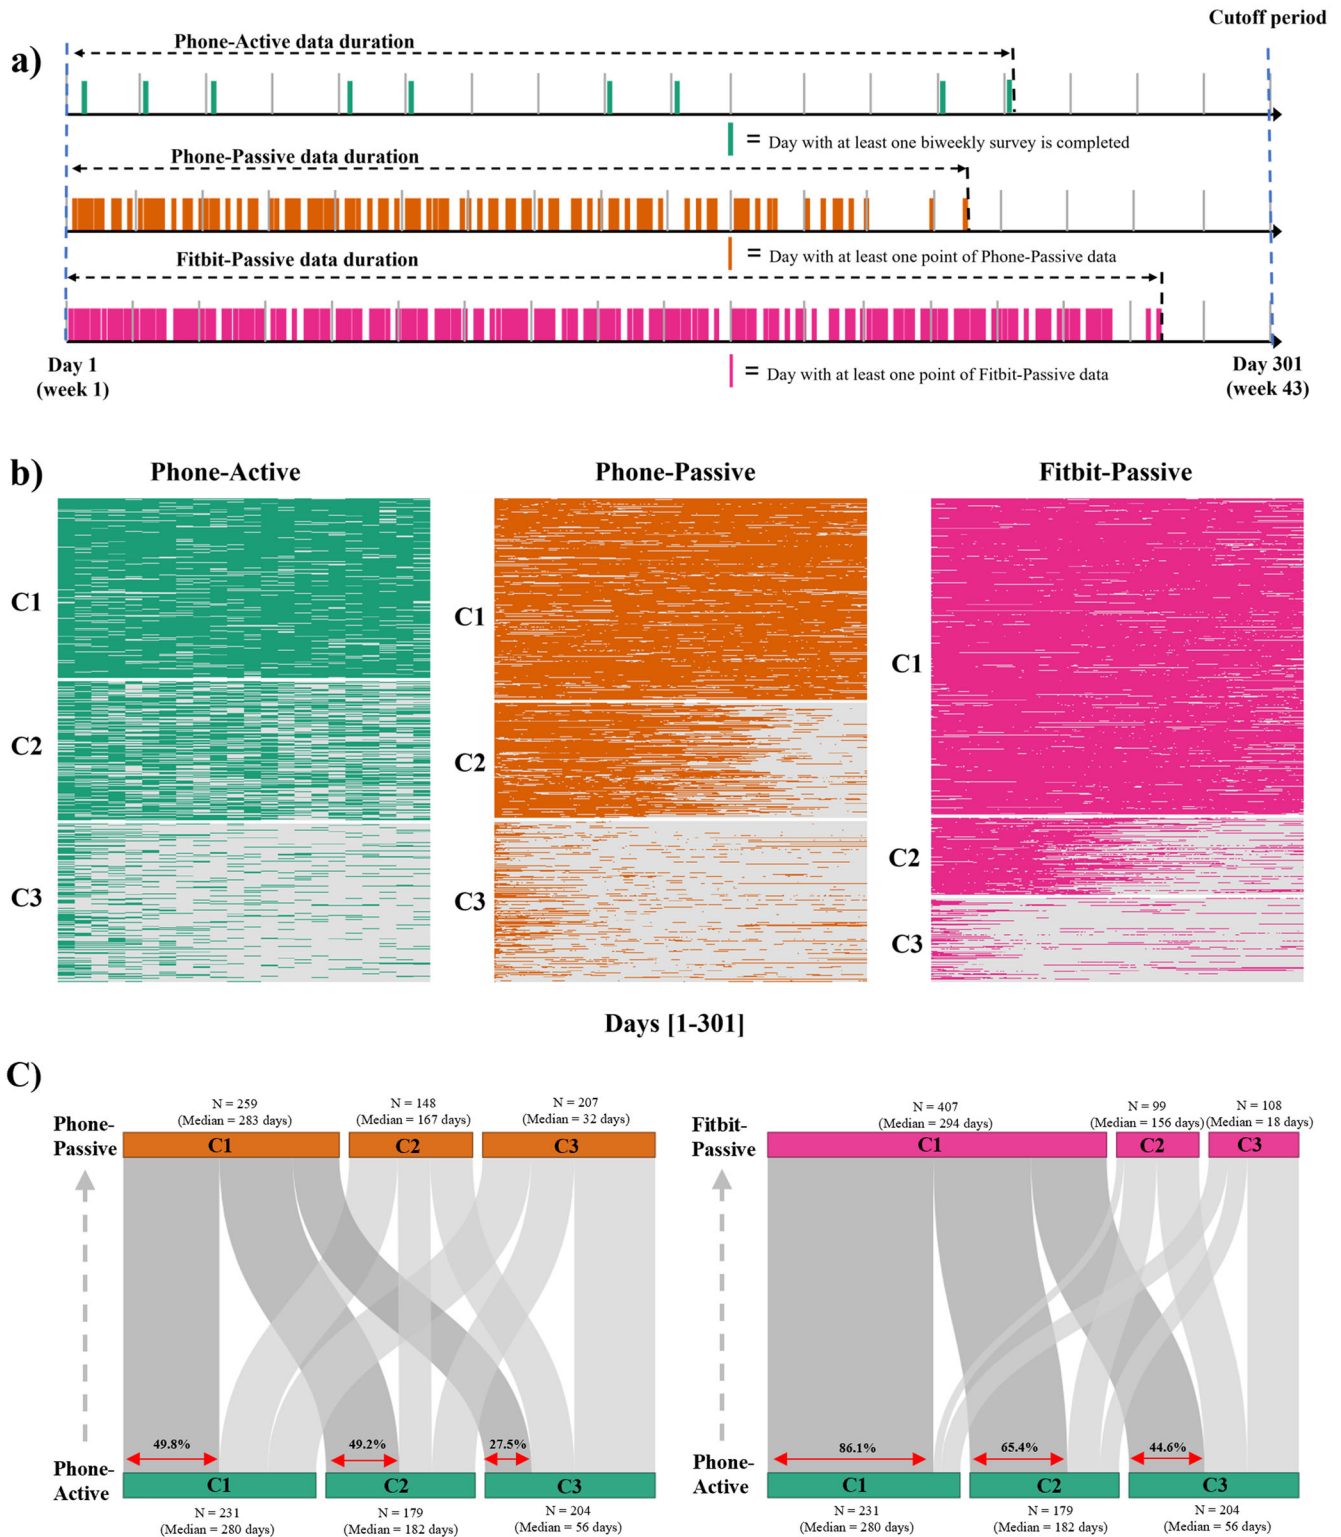 Cutoff period
a)
Phone-Active data duration
= Day with at least one biweekly survey is completed
Phone-Passive data duration
= Day with at least one point of Phone-Passive data
Fitbit-Passive data duration
= Day with at least one point of Fitbit-Passive data
Day 1
(week 1)
Day 301
(week 43)
b)
Phone-Active
Phone-Passive
Fitbit-Passive
C1
C2
C3
C1
C2
C3
C1
C2
C3
Days [1-301]
C)
Phone-
Passive
N = 259
(Median = 283 days)
N = 148
(Median = 167 days)
N = 207
(Median = 32 days)
C1
C2
C3
49.8%
49.2%
27.5%
Phone-
Active
C1
C2
C3
N = 231
(Median = 280 days)
N = 179
(Median = 182 days)
N = 204
(Median = 56 days)
Fitbit-
Passive
N = 407
(Median = 294 days)
N = 99
(Median = 156 days)
N = 108
(Median = 18 days)
C1
C2
C3
86.1%
65.4%
44.6%
Phone-
Active
C1
C2
C3
N = 231
(Median = 280 days)
N = 179
(Median = 182 days)
N = 204
(Median = 56 days)